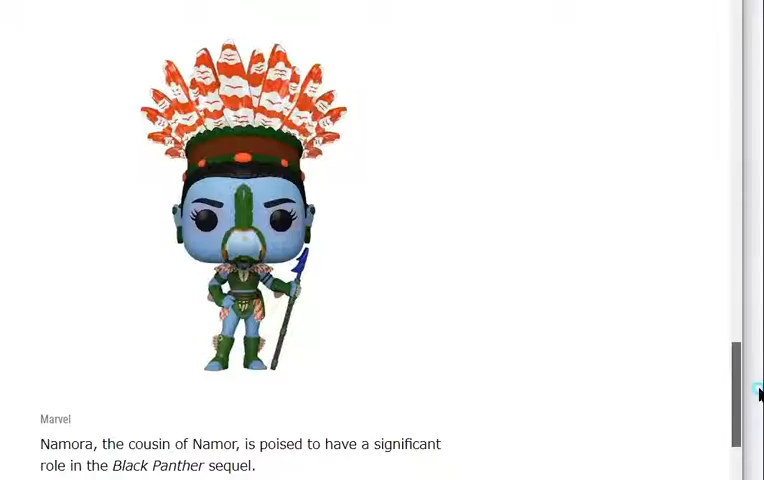 Marvel
Namora, the cousin of Namor, is poised to have a significant
role in the Black Panther sequel.